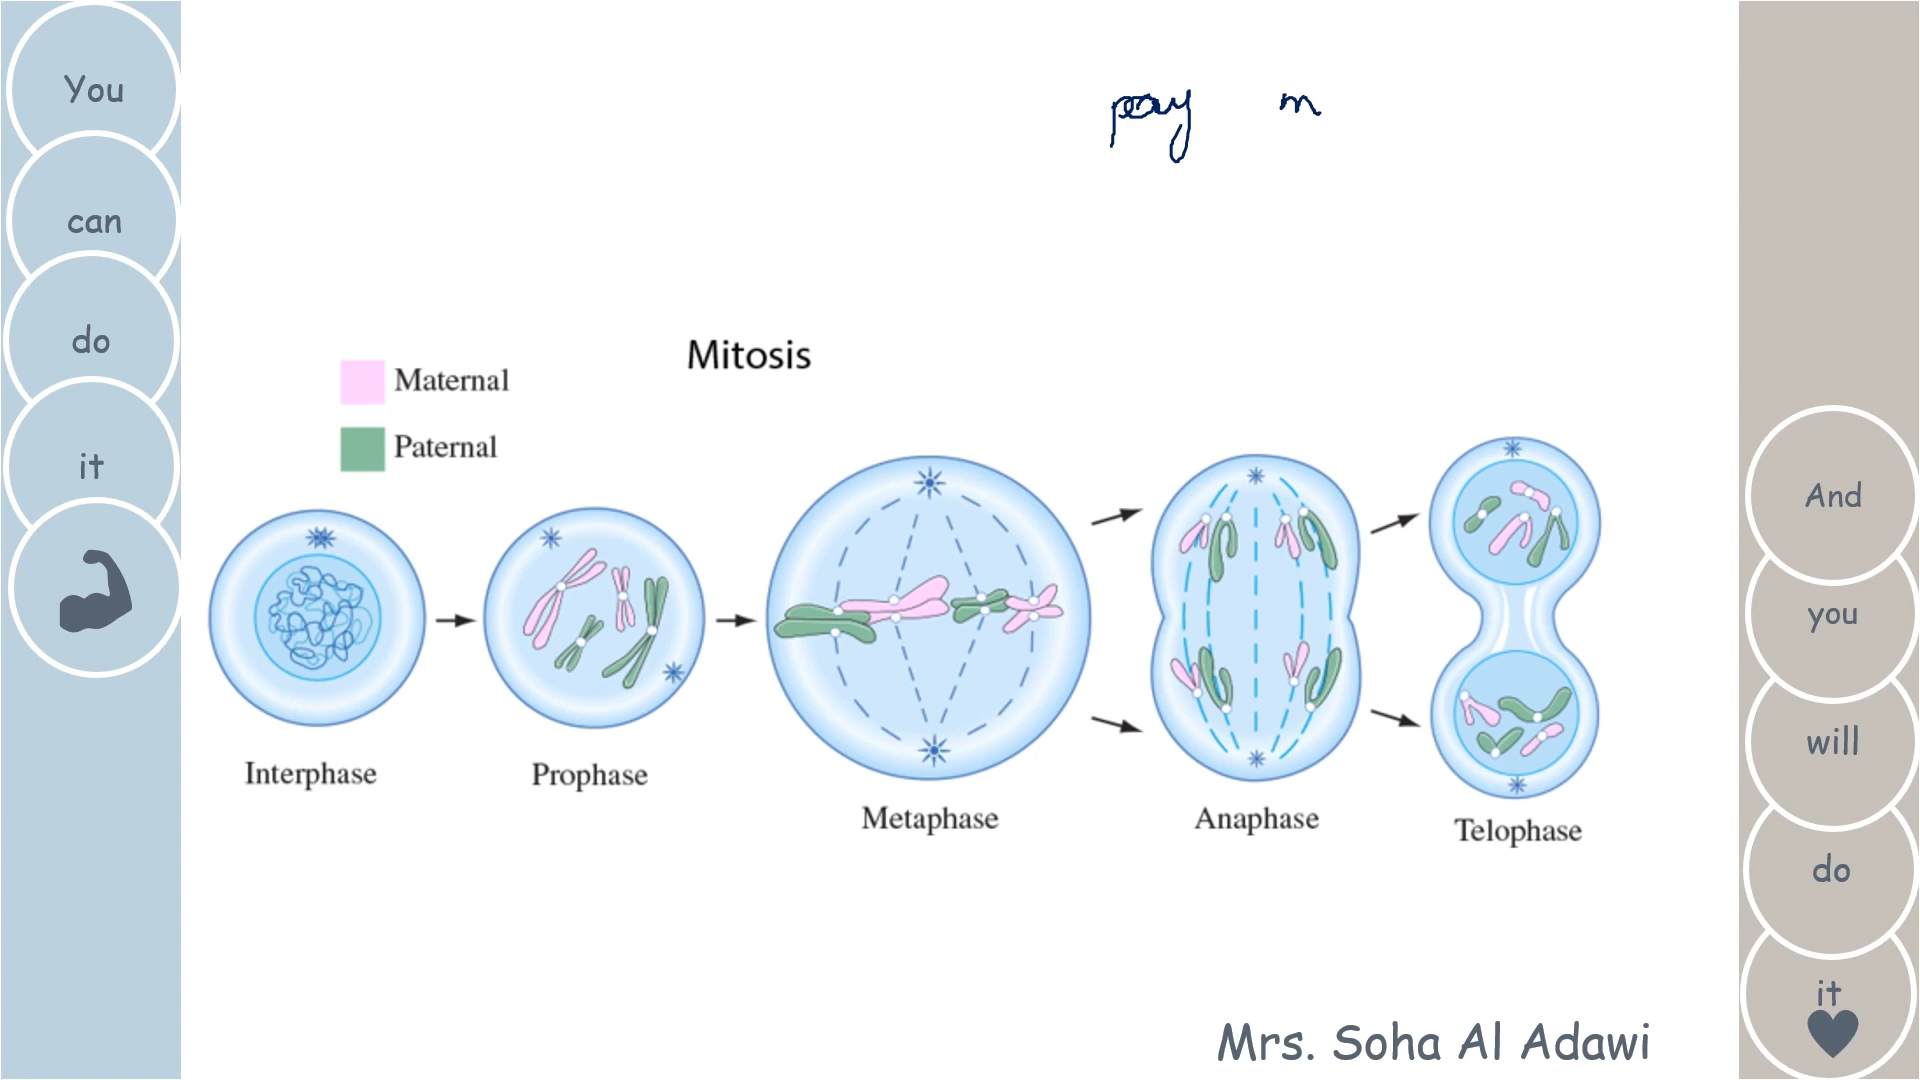 You
can
do
it
pay m
Mitosis
Maternal
Paternal
Interphase
Prophase
Metaphase
Anaphase
Telophase
And
you
will
do
it
Mrs. Soha Al Adawi